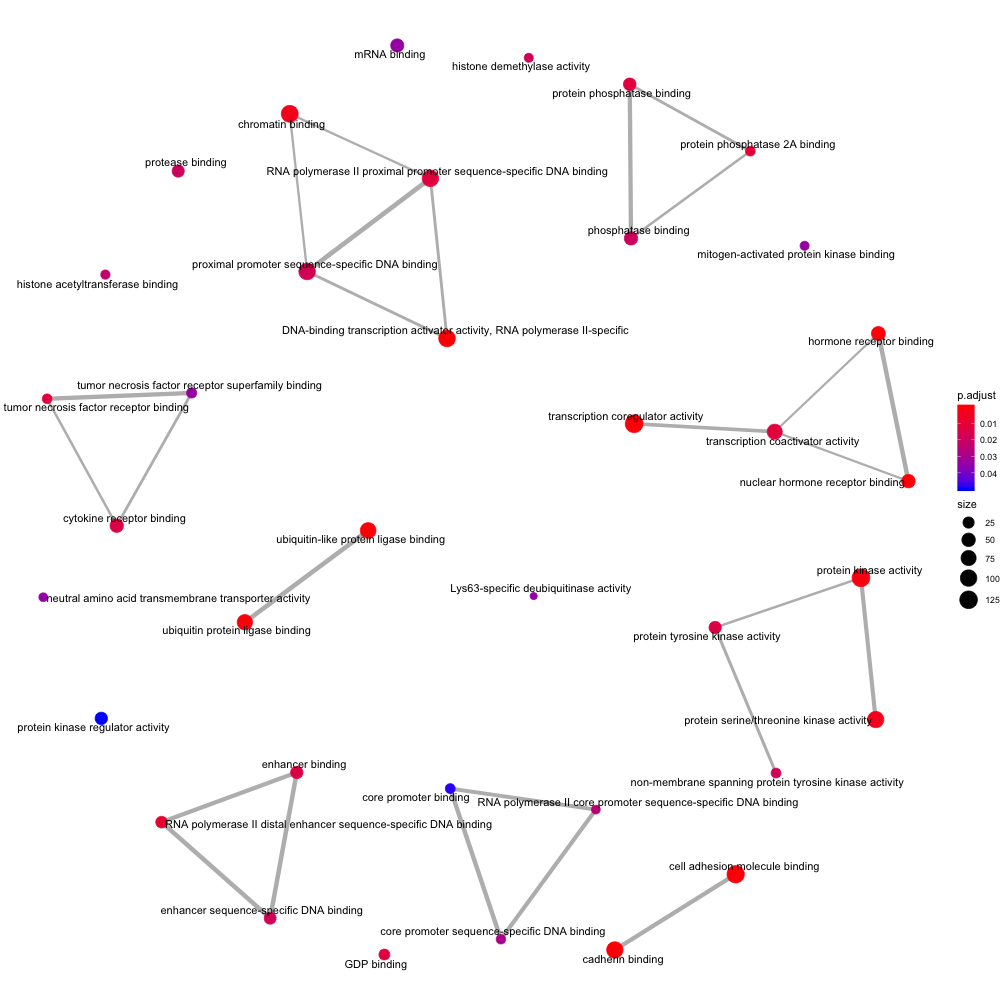 mRNA binding
histone demethylase activity
protein phosphatase binding
chromatin binding
protein phosphatase 2A binding
protease binding
RNA polymerase II proximal promoter sequence-specific DNA binding
phosphatase binding
mitogen-activated protein kinase binding
proximal promoter sequence-specific DNA binding
histone acetyltransferase binding
DNA-binding transcription activator activity, RNA polymerase II-specific
hormone receptor binding
tumor necrosis factor receptor superfamily binding
tumor necrosis factor receptor binding
transcription coregulator activity
transcription coactivator activity
nuclear hormone receptor binding
cytokine receptor binding
ubiquitin-like protein ligase binding
protein kinase activity
Lys63-specific deubiquitinase activity
neutral amino acid transmembrane transporter activity
ubiquitin protein ligase binding
protein tyrosine kinase activity
protein serine/threonine kinase activity
protein kinase regulator activity
enhancer binding
non-membrane spanning protein tyrosine kinase activity
core promoter binding
RNA polymerase II core promoter sequence-specific DNA binding
RNA polymerase II distal enhancer sequence-specific DNA binding
cell adhesion molecule binding
enhancer sequence-specific DNA binding
core promoter sequence-specific DNA binding
cadherin binding
GDP binding
p.adjust
0.01
0.02
0.03
0.04
size
25
50
75
100
125